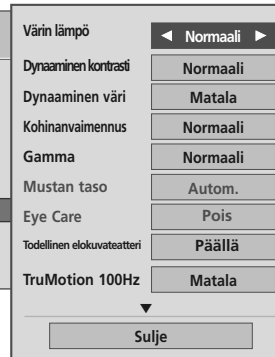 Värin lämpö ◄ Normaali ►
Dynaaminen kontrasti Normaali
Dynaaminen väri Matala
Kohinanvaimennus Normaali
Gamma Normaali
Mustan taso Autom.
Eye Care Pois
Todellinen elokuvateatteri Päällä
TruMotion 100Hz Matala
▼
Sulje